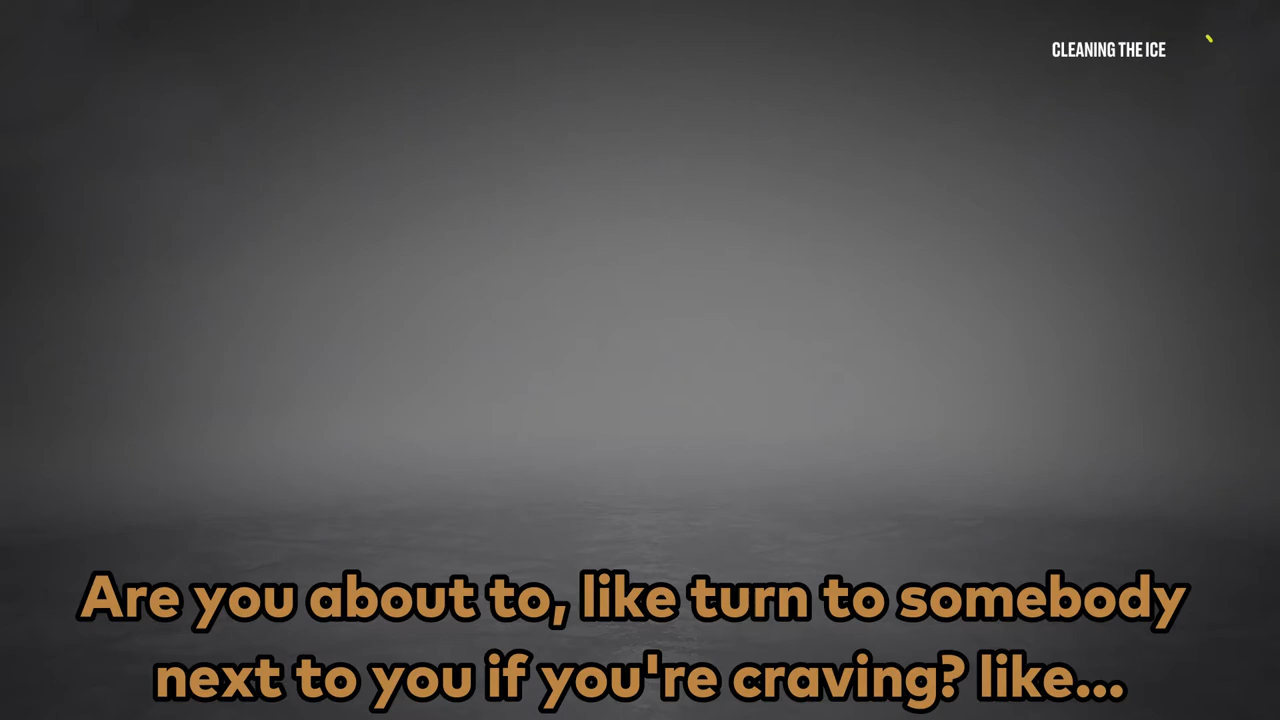 CLEANING THE ICE
Are you about to, like turn to somebody
next to you if you're craving? like...